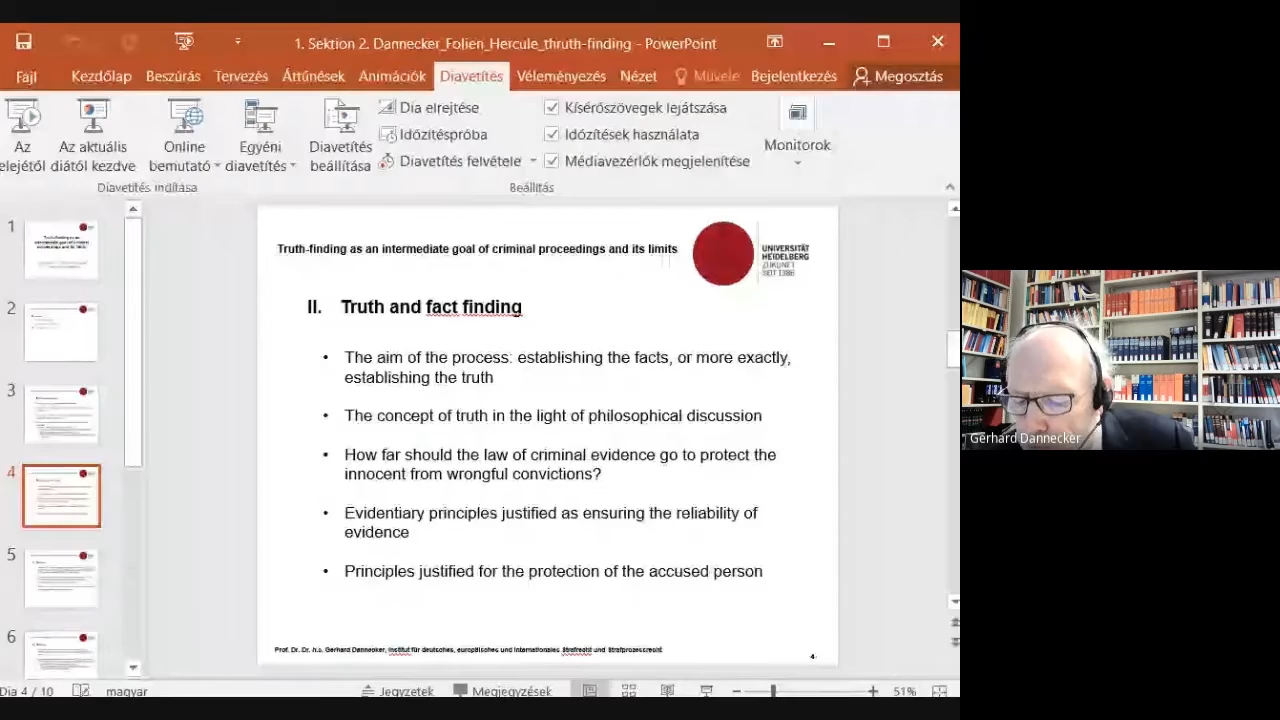 1. Sektion 2. Dannecker_Folien_Hercule_thruth-finding - PowerPoint
Fájl Kezdőlap Beszúrás Tervezés Áttűnések Animációk Diavetítés Véleményezés Nézet Művele Bejelentkezés Megosztás
Az
elejétől
Az aktuális
diától kezdve
Online
bemutató
Egyéni
diavetítés
Diavetítés
beállítása
Dia elrejtése
Időzítéspróba
Diavetítés felvétele
Kísérőszövegek lejátszása
Időzítések használata
Médiavezérlők megjelenítése
Monitorok
Diavetítés indítása
Beállítás
1
2
3
4
5
6
Truth-finding as an intermediate goal of criminal proceedings and its limits
UNIVERSITÄT
HEIDELBERG
ZUKUNFT
SEIT 1386
II. Truth and fact finding
• The aim of the process: establishing the facts, or more exactly,
establishing the truth
• The concept of truth in the light of philosophical discussion
• How far should the law of criminal evidence go to protect the
innocent from wrongful convictions?
• Evidentiary principles justified as ensuring the reliability of
evidence
• Principles justified for the protection of the accused person
Prof. Dr. Dr. h.c. Gerhard Dannecker, Institut für deutsches, europäisches und internationales Strafrecht und Strafprozessrecht
4
Gerhard Dannecker
Dia 4 / 10 magyar Jegyzetek Megjegyzések 51%